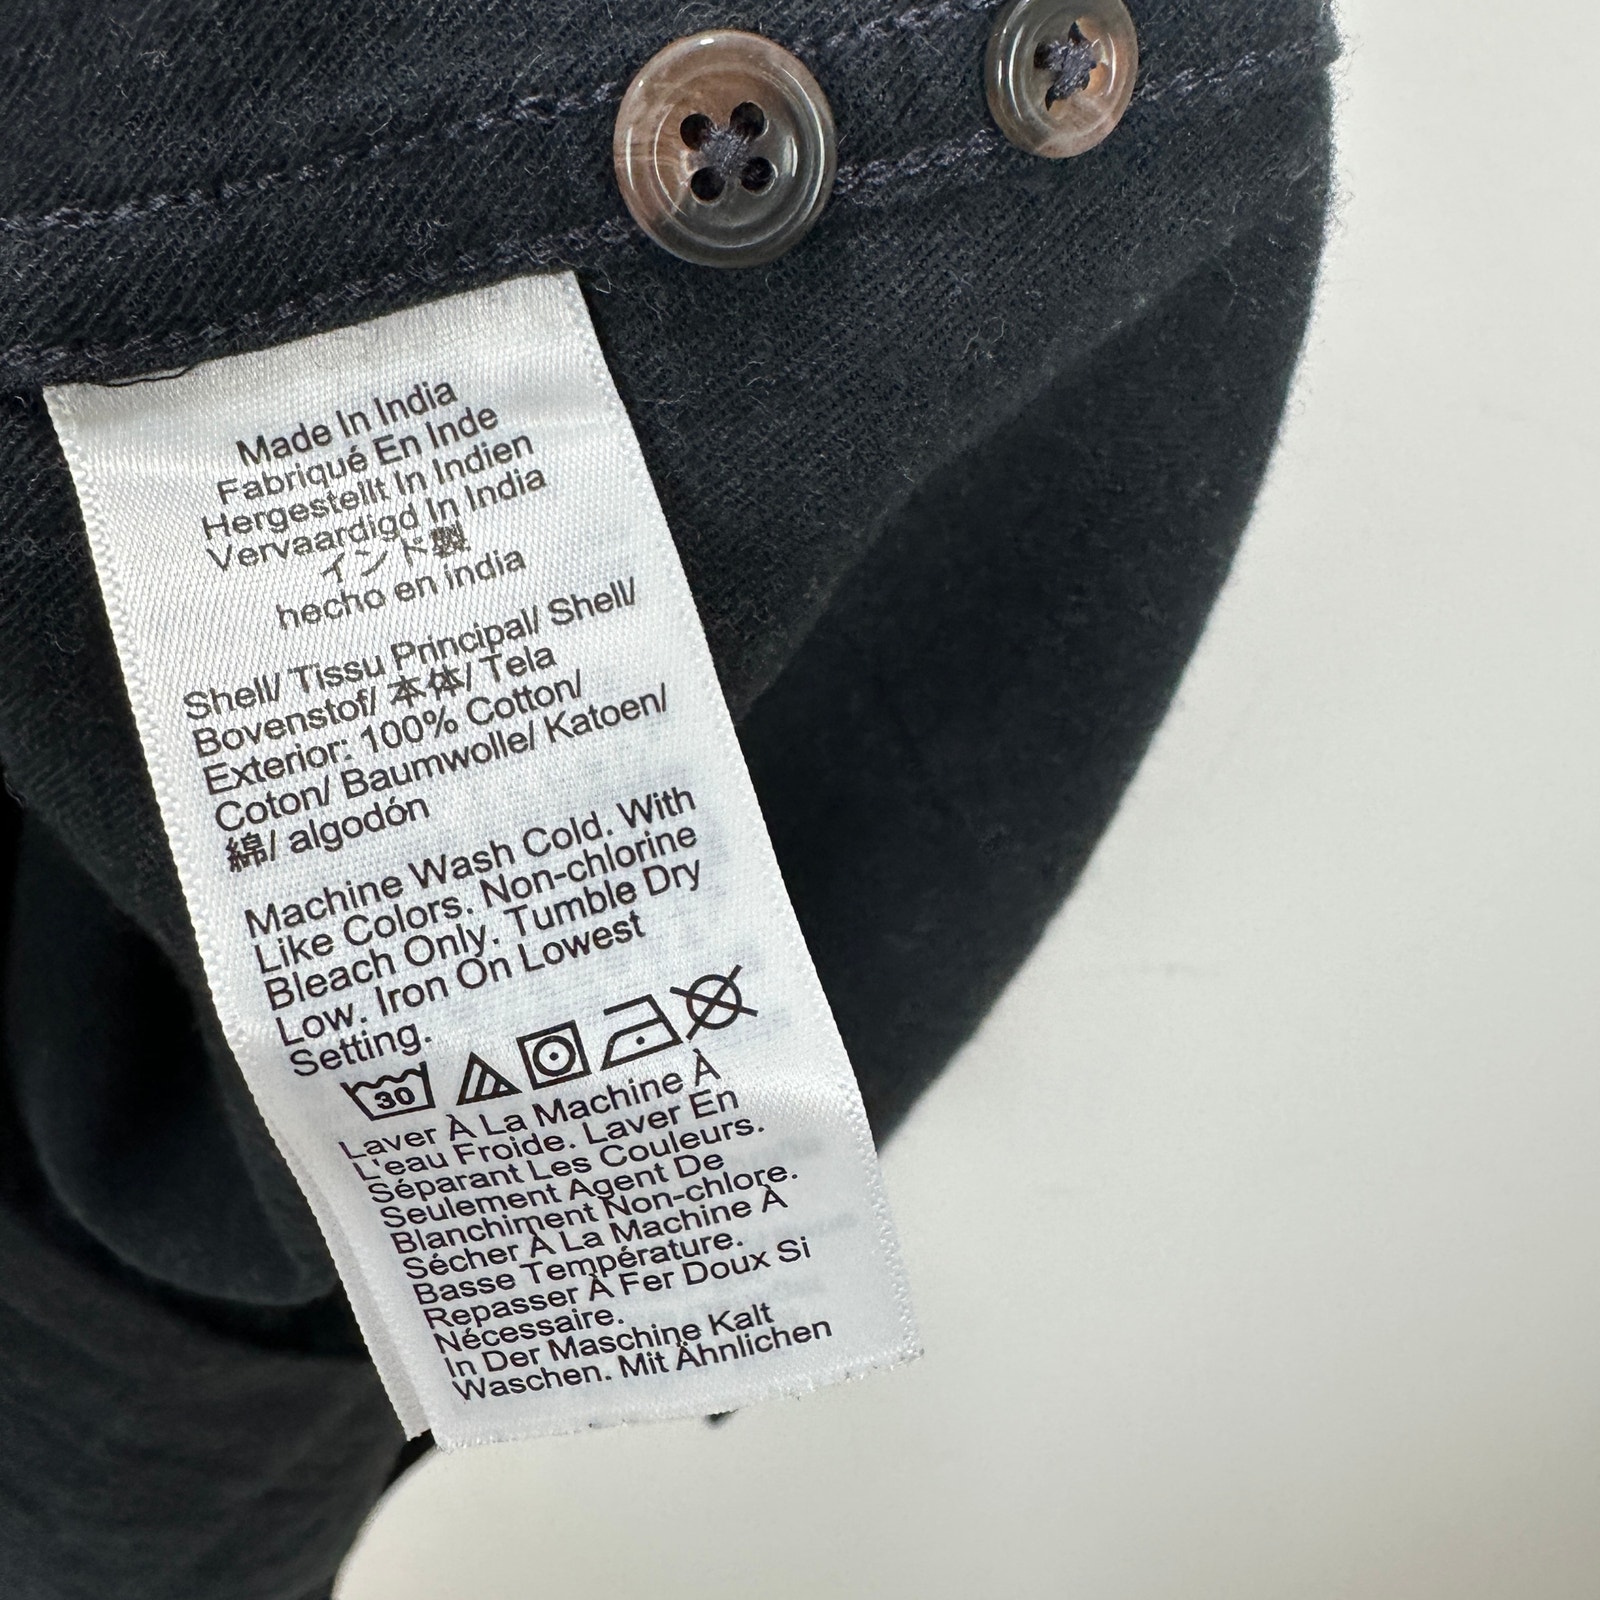 Made In India
Fabriqué En Inde
Hergestellt In Indien
Vervaardigd In India
インド製
hecho en india
Shell/ Tissu Principal/ Shell/
Bovenstof/ 本体/ Tela
Exterior: 100% Cotton/
Coton/ Baumwolle/ Katoen/
綿/ algodón
Machine Wash Cold. With
Like Colors. Non-chlorine
Bleach Only. Tumble Dry
Low. Iron On Lowest
Setting.
30
Laver À La Machine À
L'eau Froide. Laver En
Séparant Les Couleurs.
Seulement Agent De
Blanchiment Non-chlore.
Sécher À La Machine À
Basse Température.
Repasser À Fer Doux Si
Nécessaire.
In Der Maschine Kalt
Waschen. Mit Ähnlichen